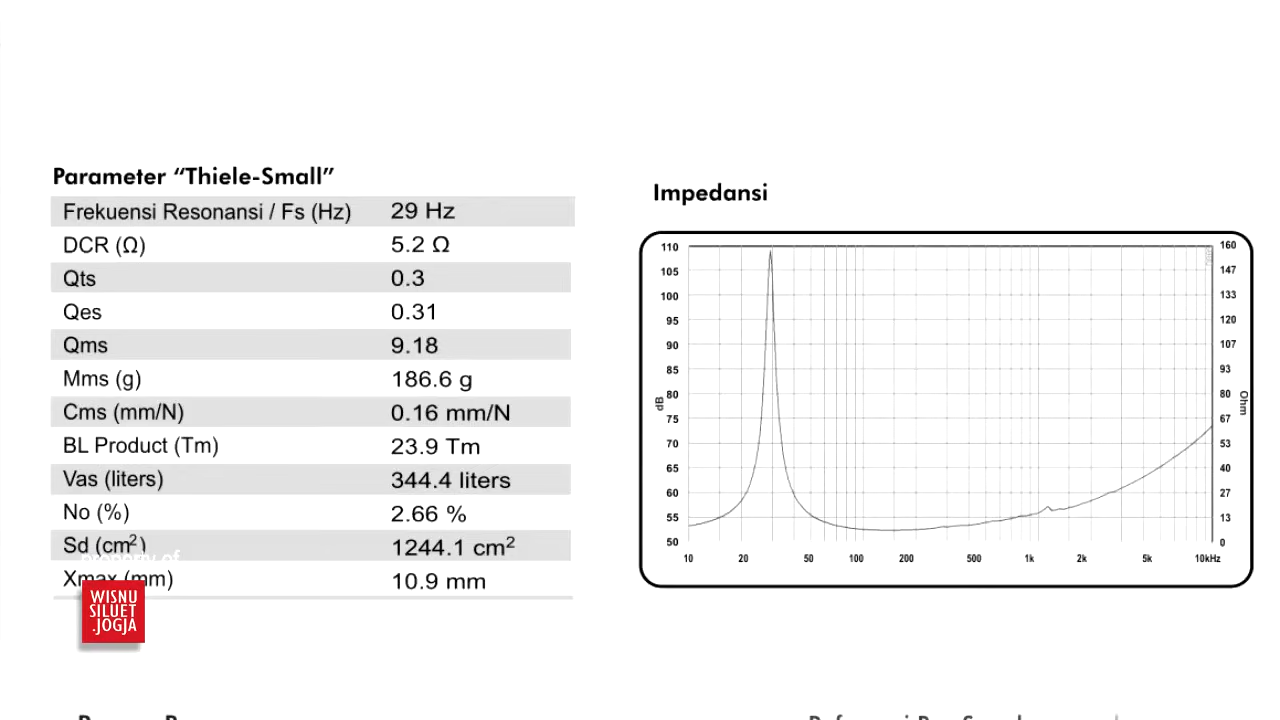 Parameter “Thiele-Small”
Frekuensi Resonansi / Fs (Hz) 29 Hz
DCR (Ω) 5.2 Ω
Qts 0.3
Qes 0.31
Qms 9.18
Mms (g) 186.6 g
Cms (mm/N) 0.16 mm/N
BL Product (Tm) 23.9 Tm
Vas (liters) 344.4 liters
No (%) 2.66 %
Sd (cm²) 1244.1 cm²
Xmax (mm) 10.9 mm
property of
WISNU
SILUET
.JOGJA
Impedansi
110 160
105 147
100 133
95 120
90 107
85 93
80 80
75 67
70 53
65 40
60 27
55 13
50 0
dB
Ohm
10 20 50 100 200 500 1k 2k 5k 10kHz